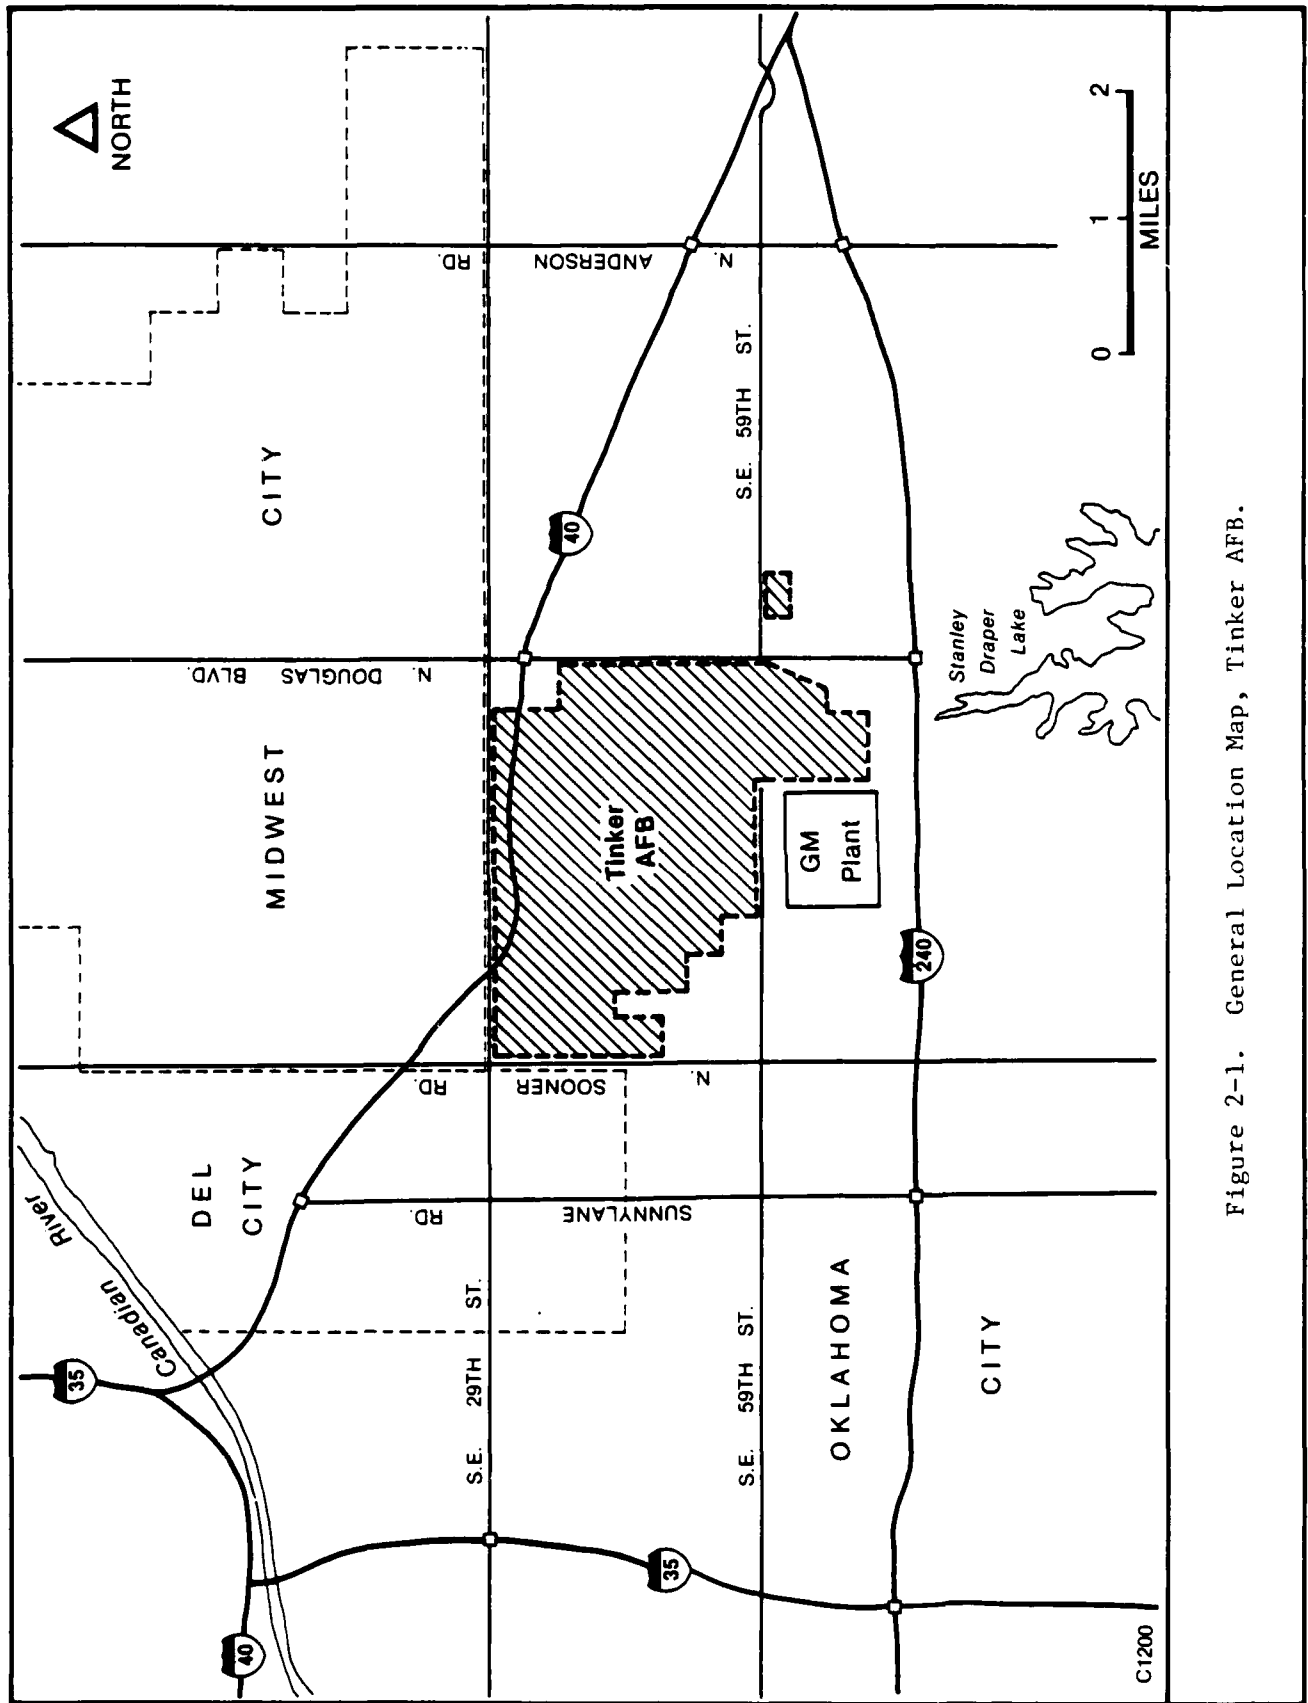 NORTH
35
River
Canadian
40
DEL
CITY
MIDWEST
CITY
RD. SUNNYLANE
RD. SOONER N.
N. DOUGLAS BLVD.
RD. ANDERSON N.
S.E. 29TH ST.
40
Tinker
AFB
35
S.E. 59TH ST.
S.E. 59TH ST.
GM
Plant
OKLAHOMA
CITY
240
Stanley
Draper
Lake
0 1 2
MILES
C1200
Figure 2-1. General Location Map, Tinker AFB.